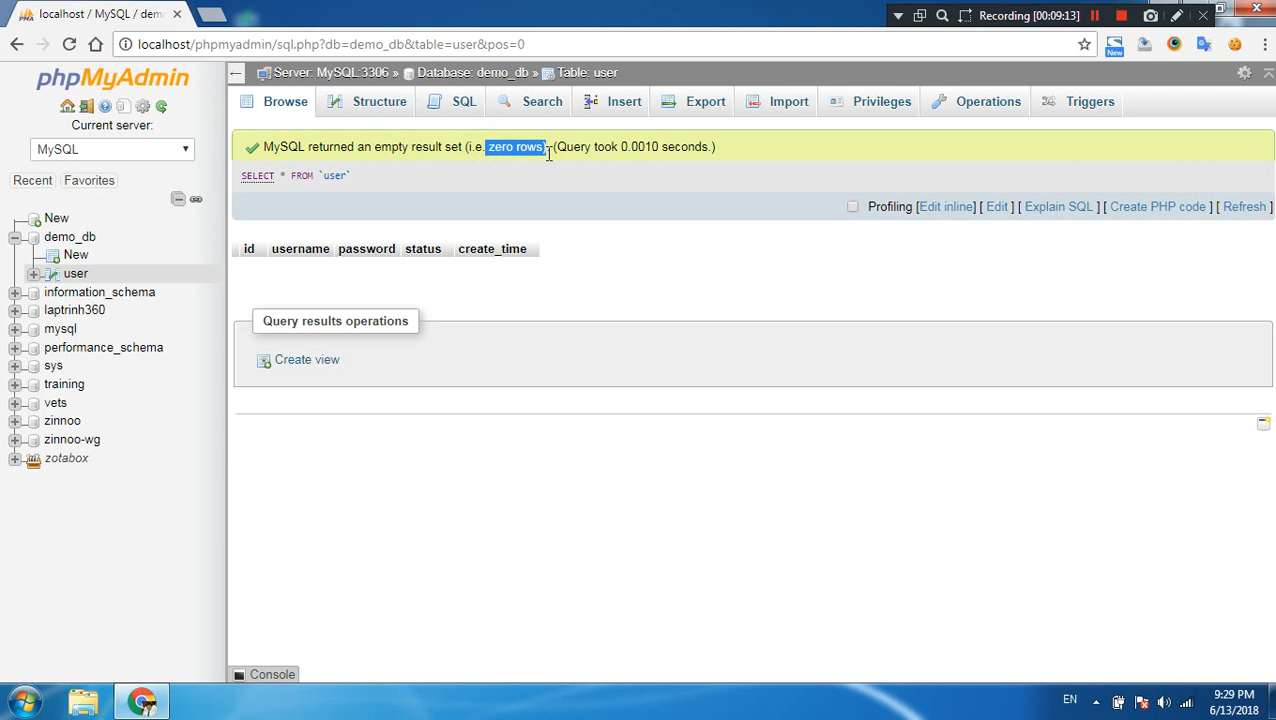 PMA
localhost / MySQL / dem
Recording [00:09:13]
localhost/phpmyadmin/sql.php?db=demo_db&table=user&pos=0
New
phpMyAdmin
Current server:
MySQL
Recent Favorites
New
demo_db
New
user
information_schema
laptrinh360
mysql
performance_schema
sys
training
vets
zinnoo
zinnoo-wg
zotabox
Server: MySQL:3306 » Database: demo_db » Table: user
Browse Structure SQL Search Insert Export Import Privileges Operations Triggers
MySQL returned an empty result set (i.e. zero rows). (Query took 0.0010 seconds.)
SELECT * FROM `user`
Profiling [Edit inline] [ Edit ] [ Explain SQL ] [ Create PHP code ] [ Refresh ]
id username password status create_time
Query results operations
Create view
Console
EN
9:29 PM
6/13/2018